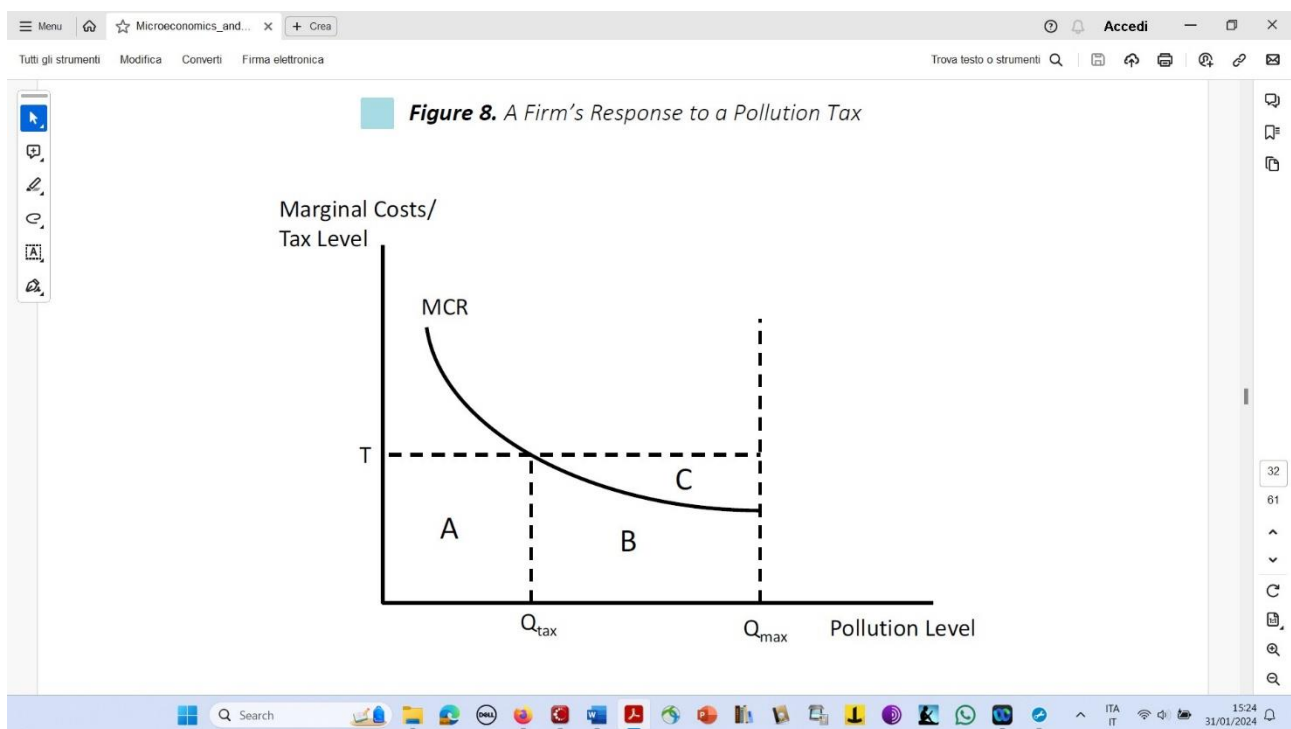 Menu
Microeconomics_and...
+ Crea
Accedi
Tutti gli strumenti
Modifica
Converti
Firma elettronica
Trova testo o strumenti
Figure 8. A Firm's Response to a Pollution Tax
Marginal Costs/
Tax Level
MCR
T
C
A
B
Qtax
Qmax
Pollution Level
32
61
Search
DELL
ITA
IT
15:24
31/01/2024